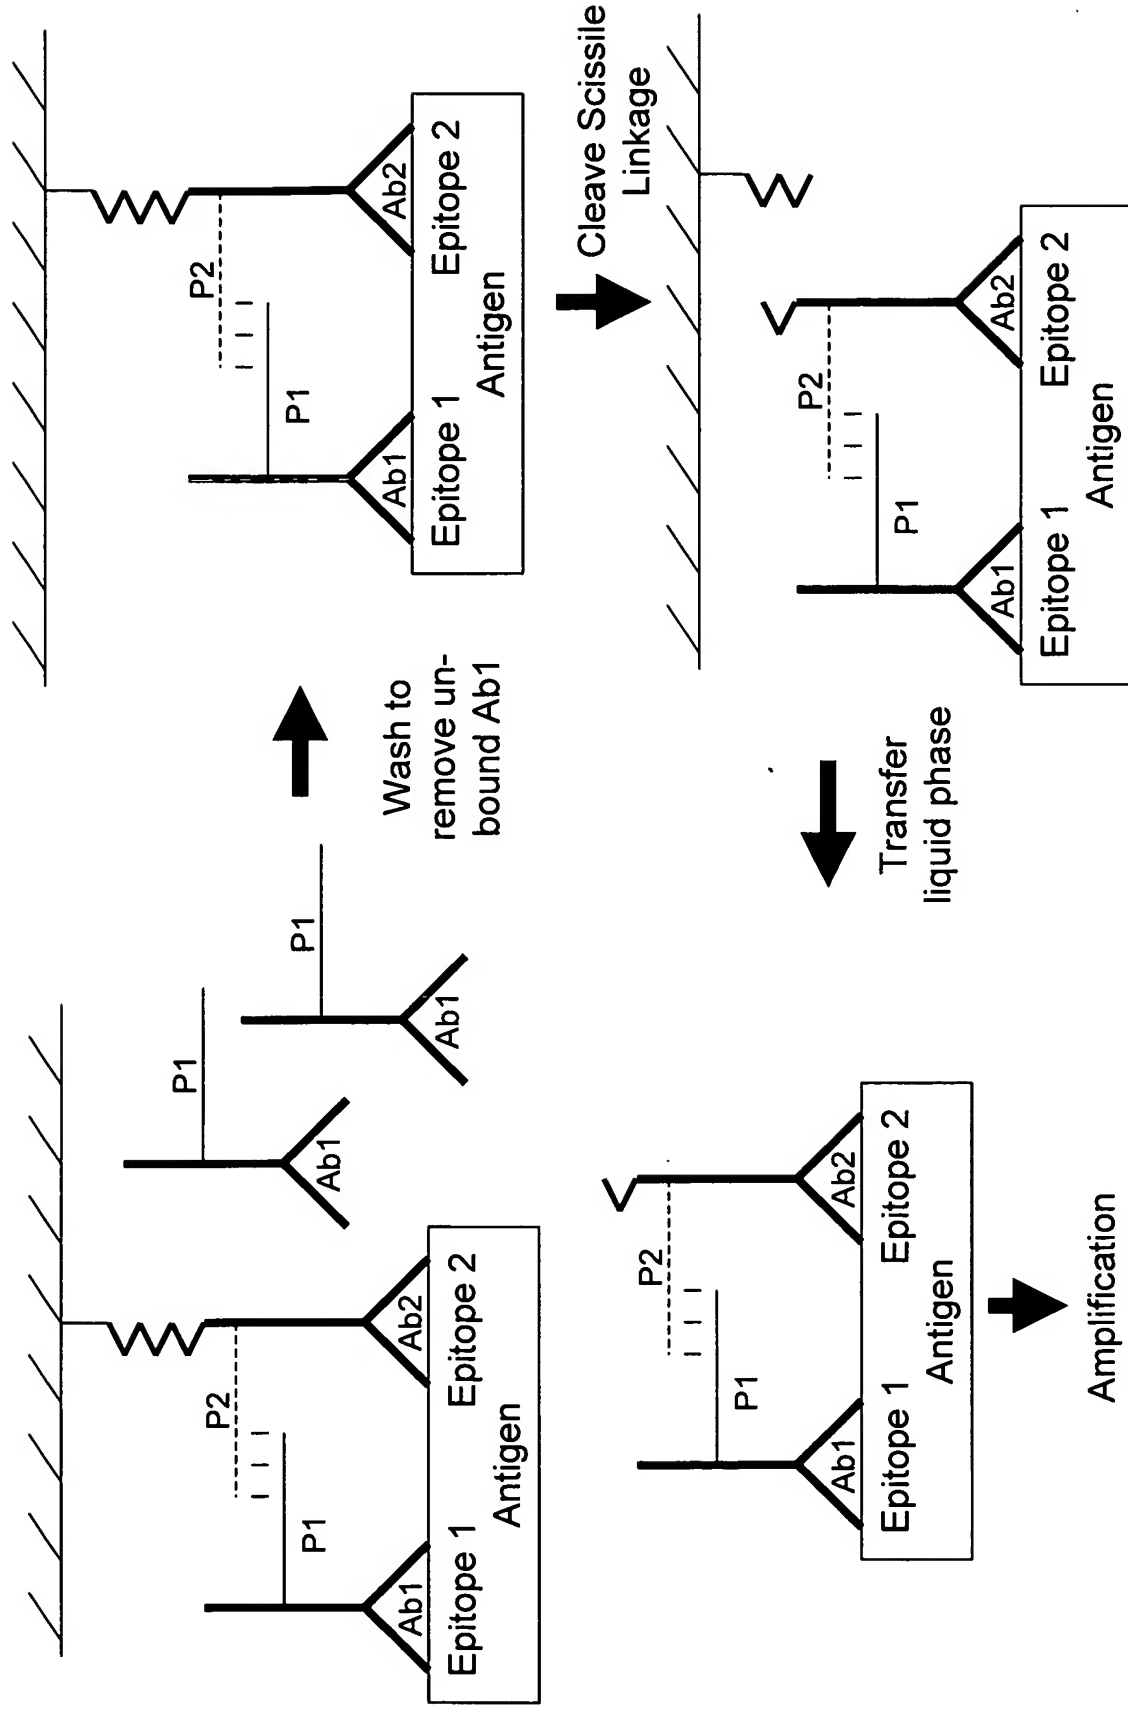 P2
P1
Ab1 Ab2
Epitope 1 Epitope 2
Antigen
P1
Ab1
P1
Ab1
Wash to
remove un-
bound Ab1
P2
P1
Ab1 Ab2
Epitope 1 Epitope 2
Antigen
Cleave Scissile
Linkage
P2
P1
Ab1 Ab2
Epitope 1 Epitope 2
Antigen
Transfer
liquid phase
P2
P1
Ab1 Ab2
Epitope 1 Epitope 2
Antigen
Amplification